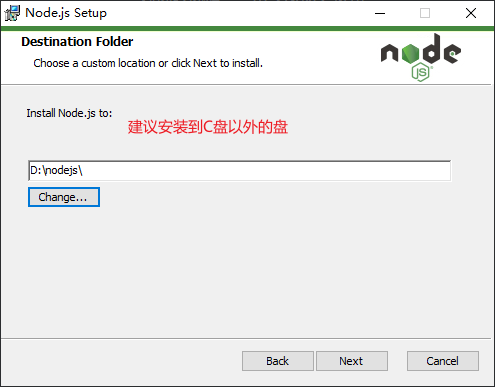 Node.js Setup
Destination Folder
Choose a custom location or click Next to install.
node
JS
Install Node.js to:
建议安装到C盘以外的盘
D:\nodejs\
Change...
Back
Next
Cancel